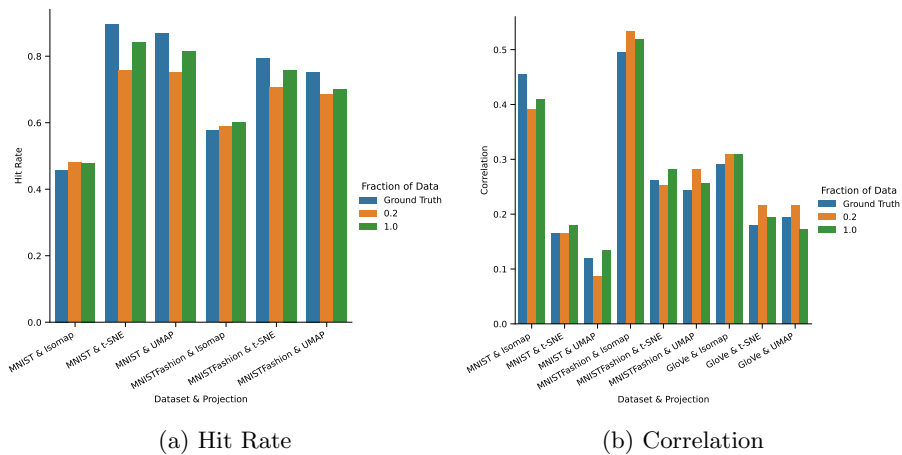 0.8
0.6
0.4
0.2
0.0
Hit Rate
MNIST & Isomap
MNIST & t-SNE
MNIST & UMAP
MNISTFashion & Isomap
MNISTFashion & t-SNE
MNISTFashion & UMAP
Dataset & Projection
Fraction of Data
Ground Truth
0.2
1.0
(a) Hit Rate
0.5
0.4
0.3
0.2
0.1
0.0
Correlation
MNIST & Isomap
MNIST & t-SNE
MNIST & UMAP
MNISTFashion & Isomap
MNISTFashion & t-SNE
MNISTFashion & UMAP
GloVe & Isomap
GloVe & t-SNE
GloVe & UMAP
Dataset & Projection
Fraction of Data
Ground Truth
0.2
1.0
(b) Correlation